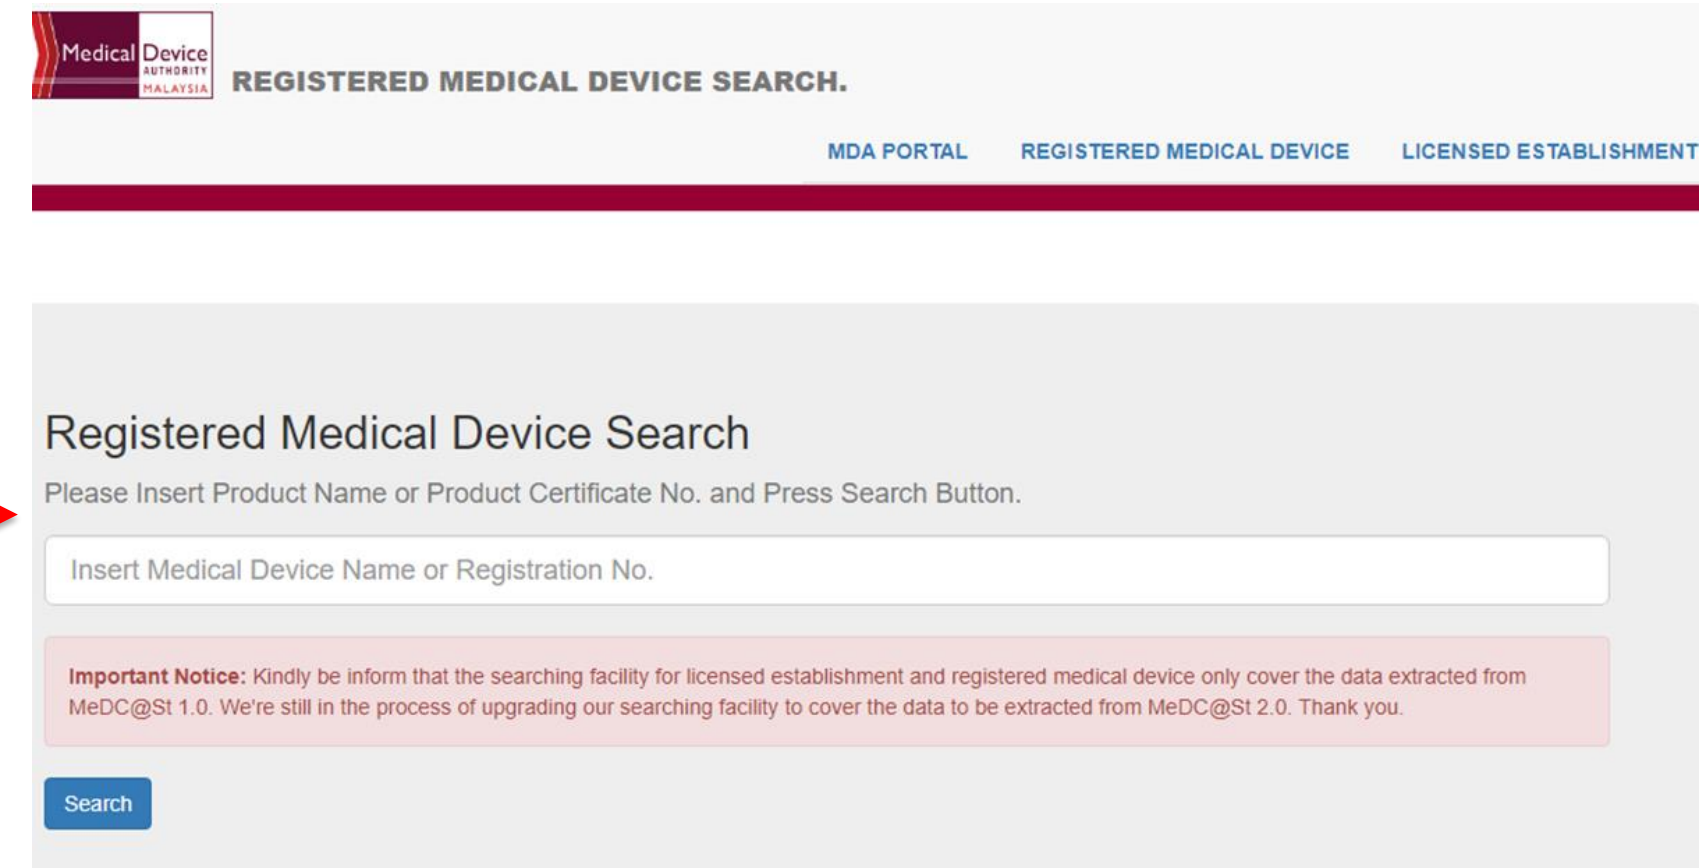 Medical Device
AUTHORITY
MALAYSIA
REGISTERED MEDICAL DEVICE SEARCH.
MDA PORTAL REGISTERED MEDICAL DEVICE LICENSED ESTABLISHMENT
Registered Medical Device Search
Please Insert Product Name or Product Certificate No. and Press Search Button.
Insert Medical Device Name or Registration No.
Important Notice: Kindly be inform that the searching facility for licensed establishment and registered medical device only cover the data extracted from
MeDC@St 1.0. We're still in the process of upgrading our searching facility to cover the data to be extracted from MeDC@St 2.0. Thank you.
Search